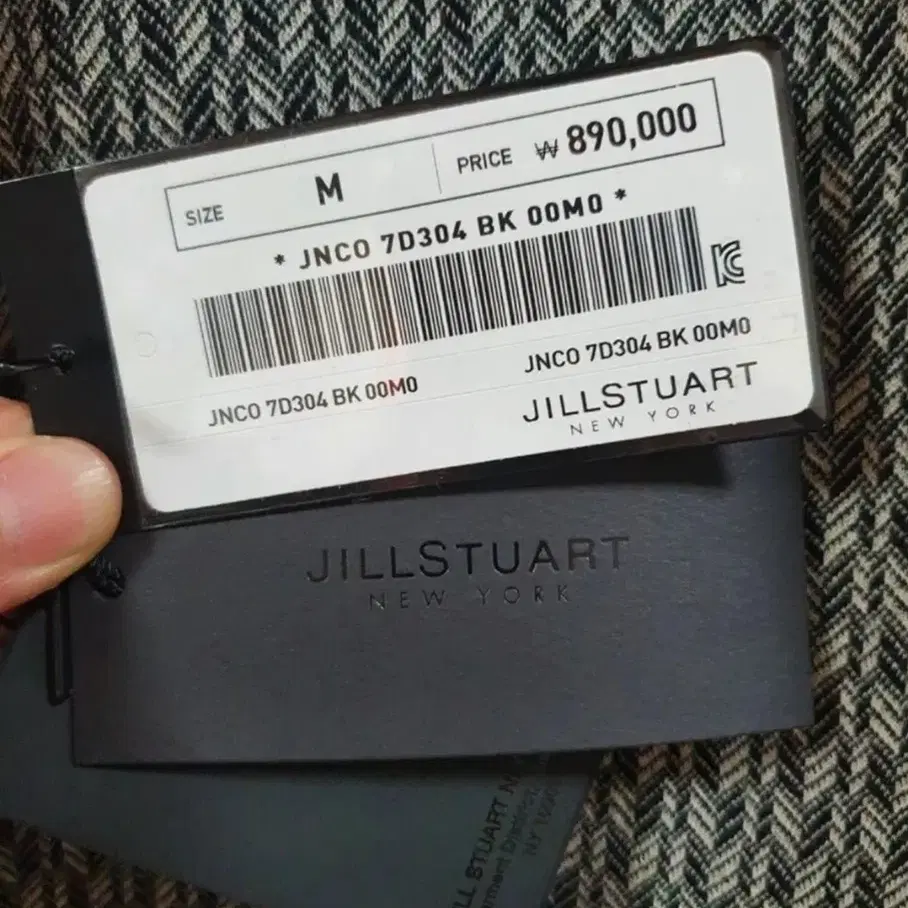 SIZE M PRICE ₩ 890,000
* JNCO 7D304 BK 00M0 *
JNCO 7D304 BK 00M0
JNCO 7D304 BK 00M0
JILLSTUART
NEW YORK
JILLSTUART
NEW YORK
STUART